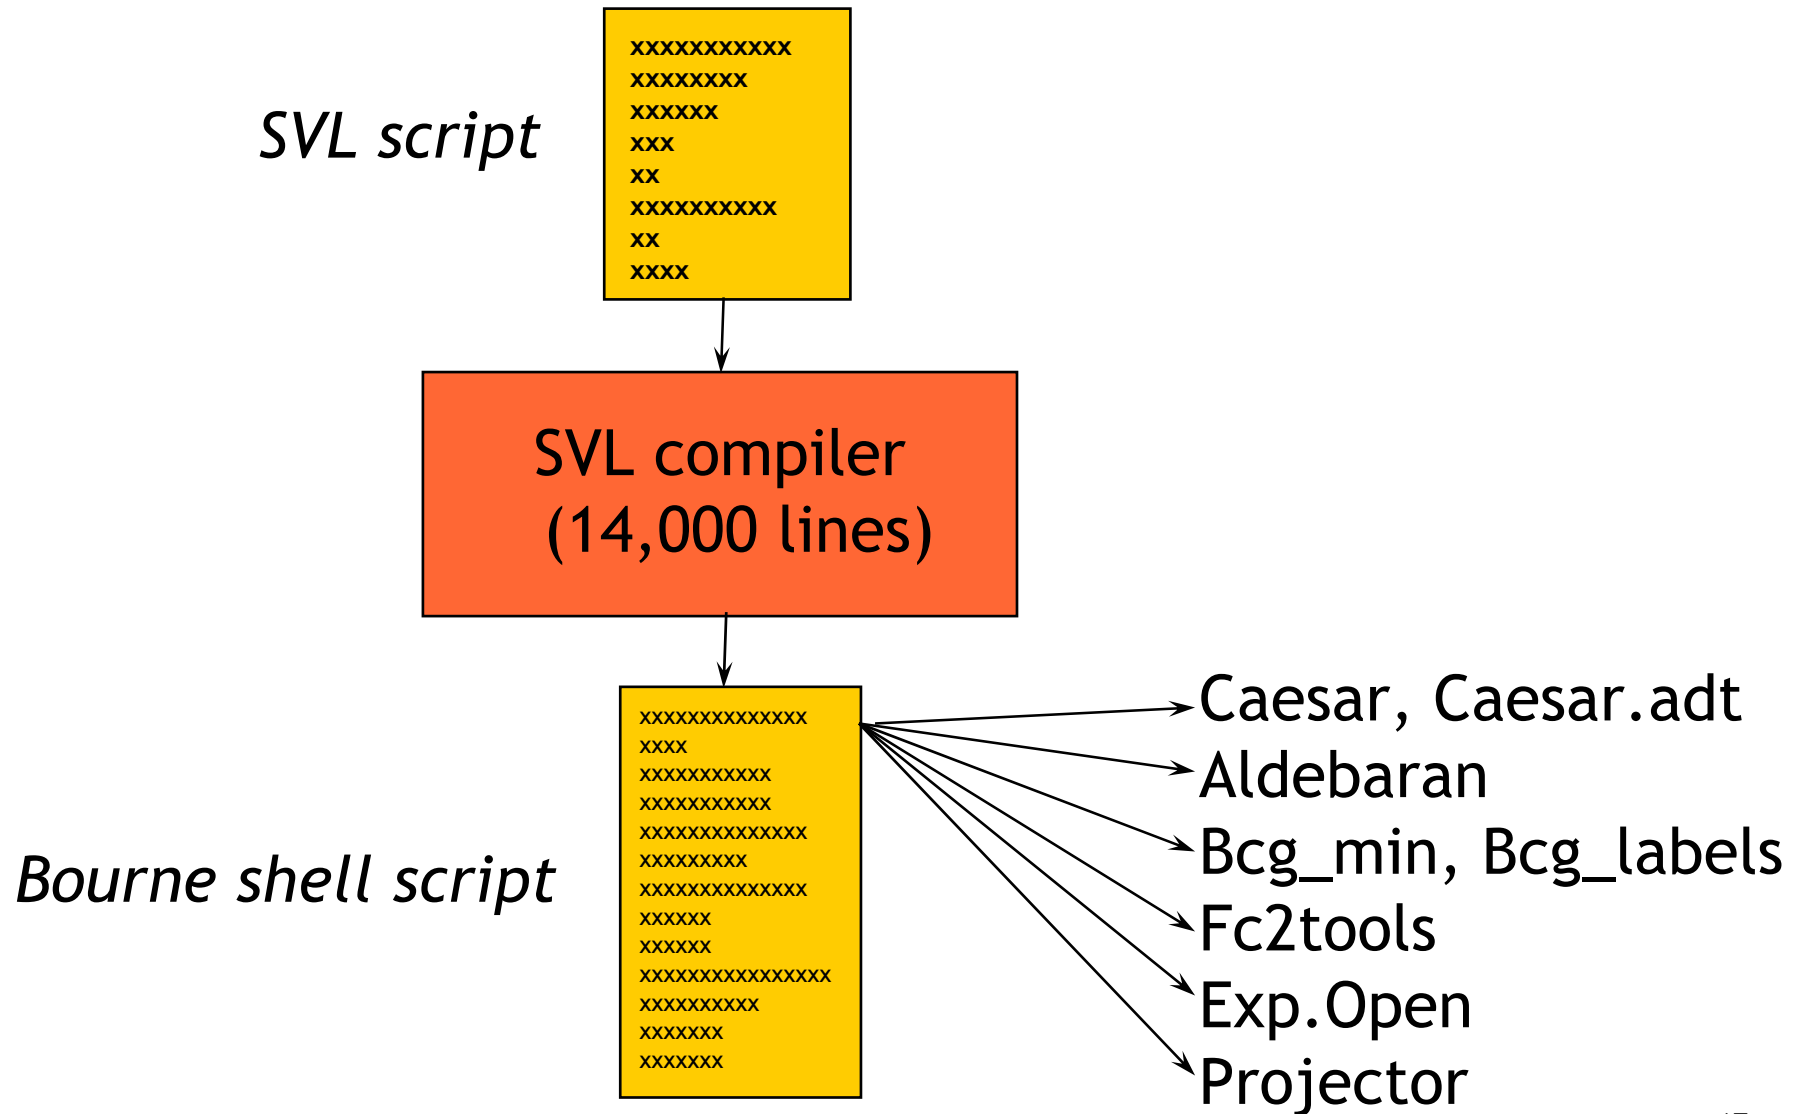 xxxxxxxxxxx
xxxxxxxx
xxxxxx
xxx
xx
xxxxxxxxxx
xx
xxxx
SVL script
SVL compiler
(14,000 lines)
Bourne shell script
xxxxxxxxxxxxxx
xxxx
xxxxxxxxxxx
xxxxxxxxxxx
xxxxxxxxxxxxxx
xxxxxxxxx
xxxxxxxxxxxxxx
xxxxxx
xxxxxx
xxxxxxxxxxxxxxxx
xxxxxxxxxx
xxxxxxx
xxxxxxx
Caesar, Caesar.adt
Aldebaran
Bcg_min, Bcg_labels
Fc2tools
Exp.Open
Projector